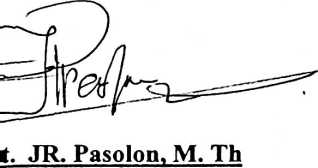 t. JR. Pasolon, M. Th